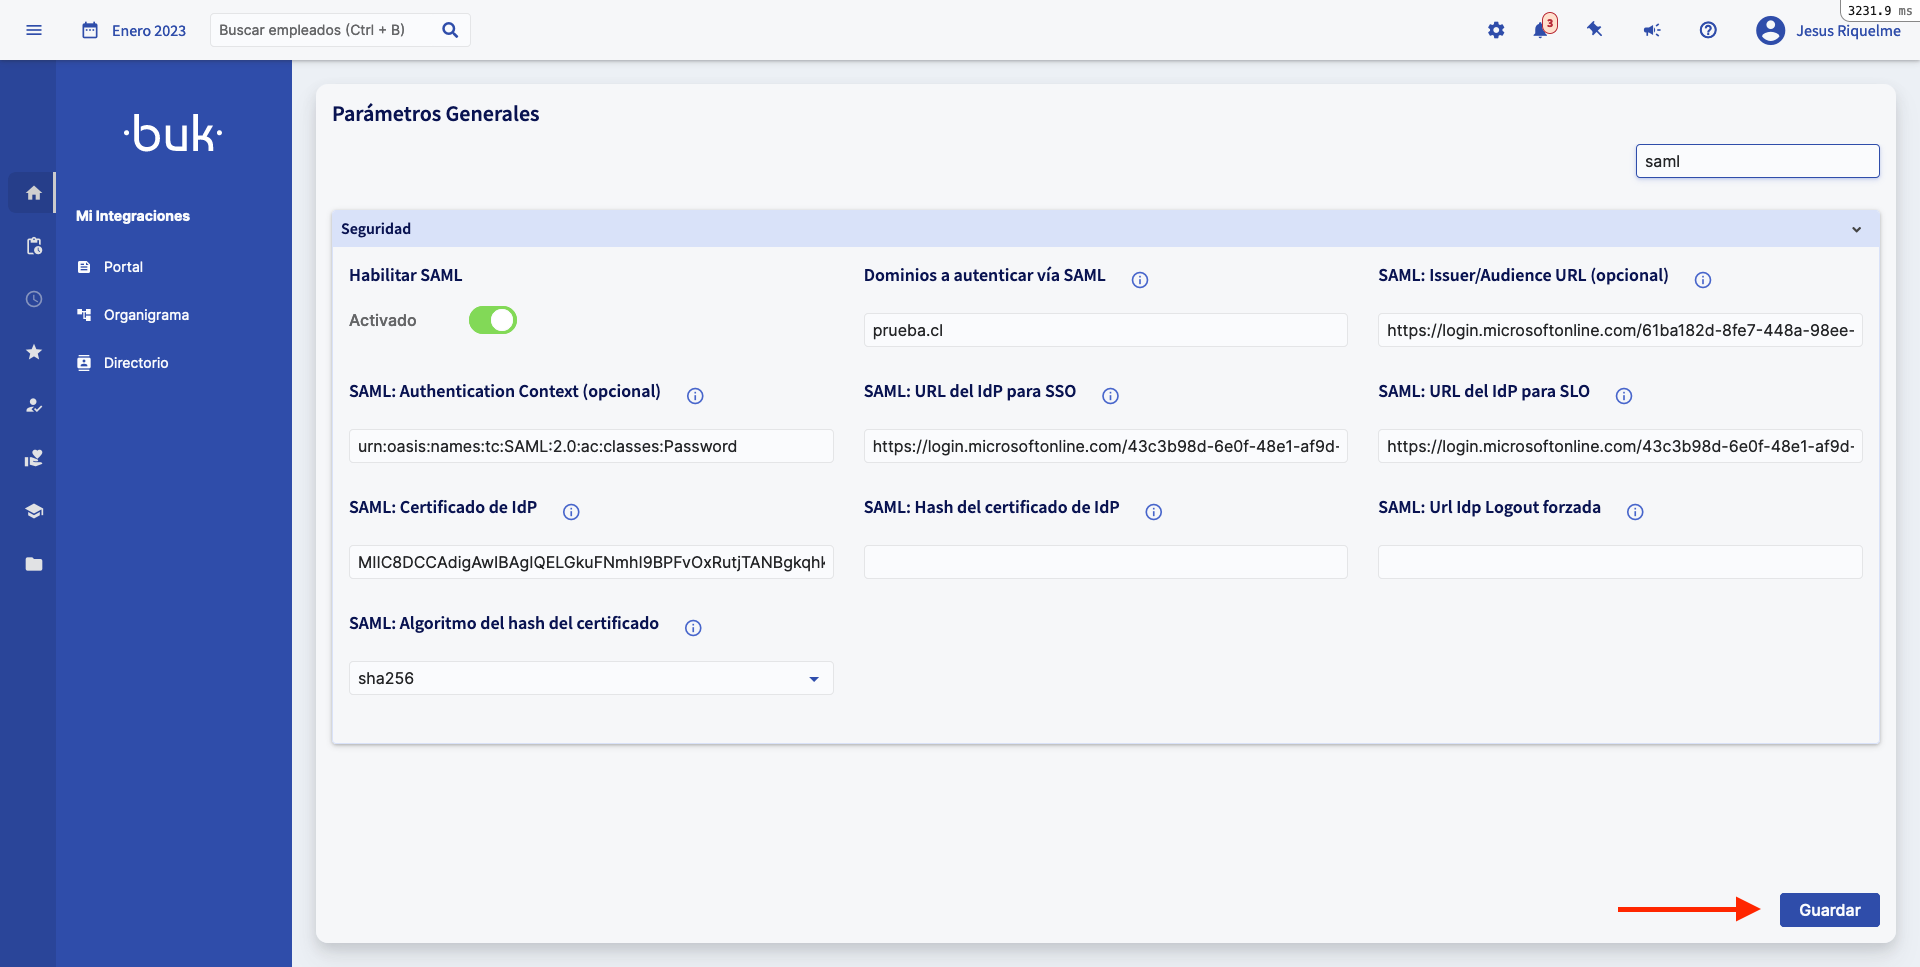 3231.9 ms
Enero 2023
Buscar empleados (Ctrl + B)
3
Jesus Riquelme
·buk·
Mi Integraciones
Portal
Organigrama
Directorio
Parámetros Generales
saml
Seguridad
Habilitar SAML
Activado
Dominios a autenticar vía SAML
prueba.cl
SAML: Issuer/Audience URL (opcional)
https://login.microsoftonline.com/61ba182d-8fe7-448a-98ee-
SAML: Authentication Context (opcional)
urn:oasis:names:tc:SAML:2.0:ac:classes:Password
SAML: URL del IdP para SSO
https://login.microsoftonline.com/43c3b98d-6e0f-48e1-af9d-
SAML: URL del IdP para SLO
https://login.microsoftonline.com/43c3b98d-6e0f-48e1-af9d-
SAML: Certificado de IdP
MIIC8DCCAdigAwIBAgIQELGkuFNmhI9BPFvOxRutjTANBgkqhk
SAML: Hash del certificado de IdP
SAML: Url Idp Logout forzada
SAML: Algoritmo del hash del certificado
sha256
Guardar